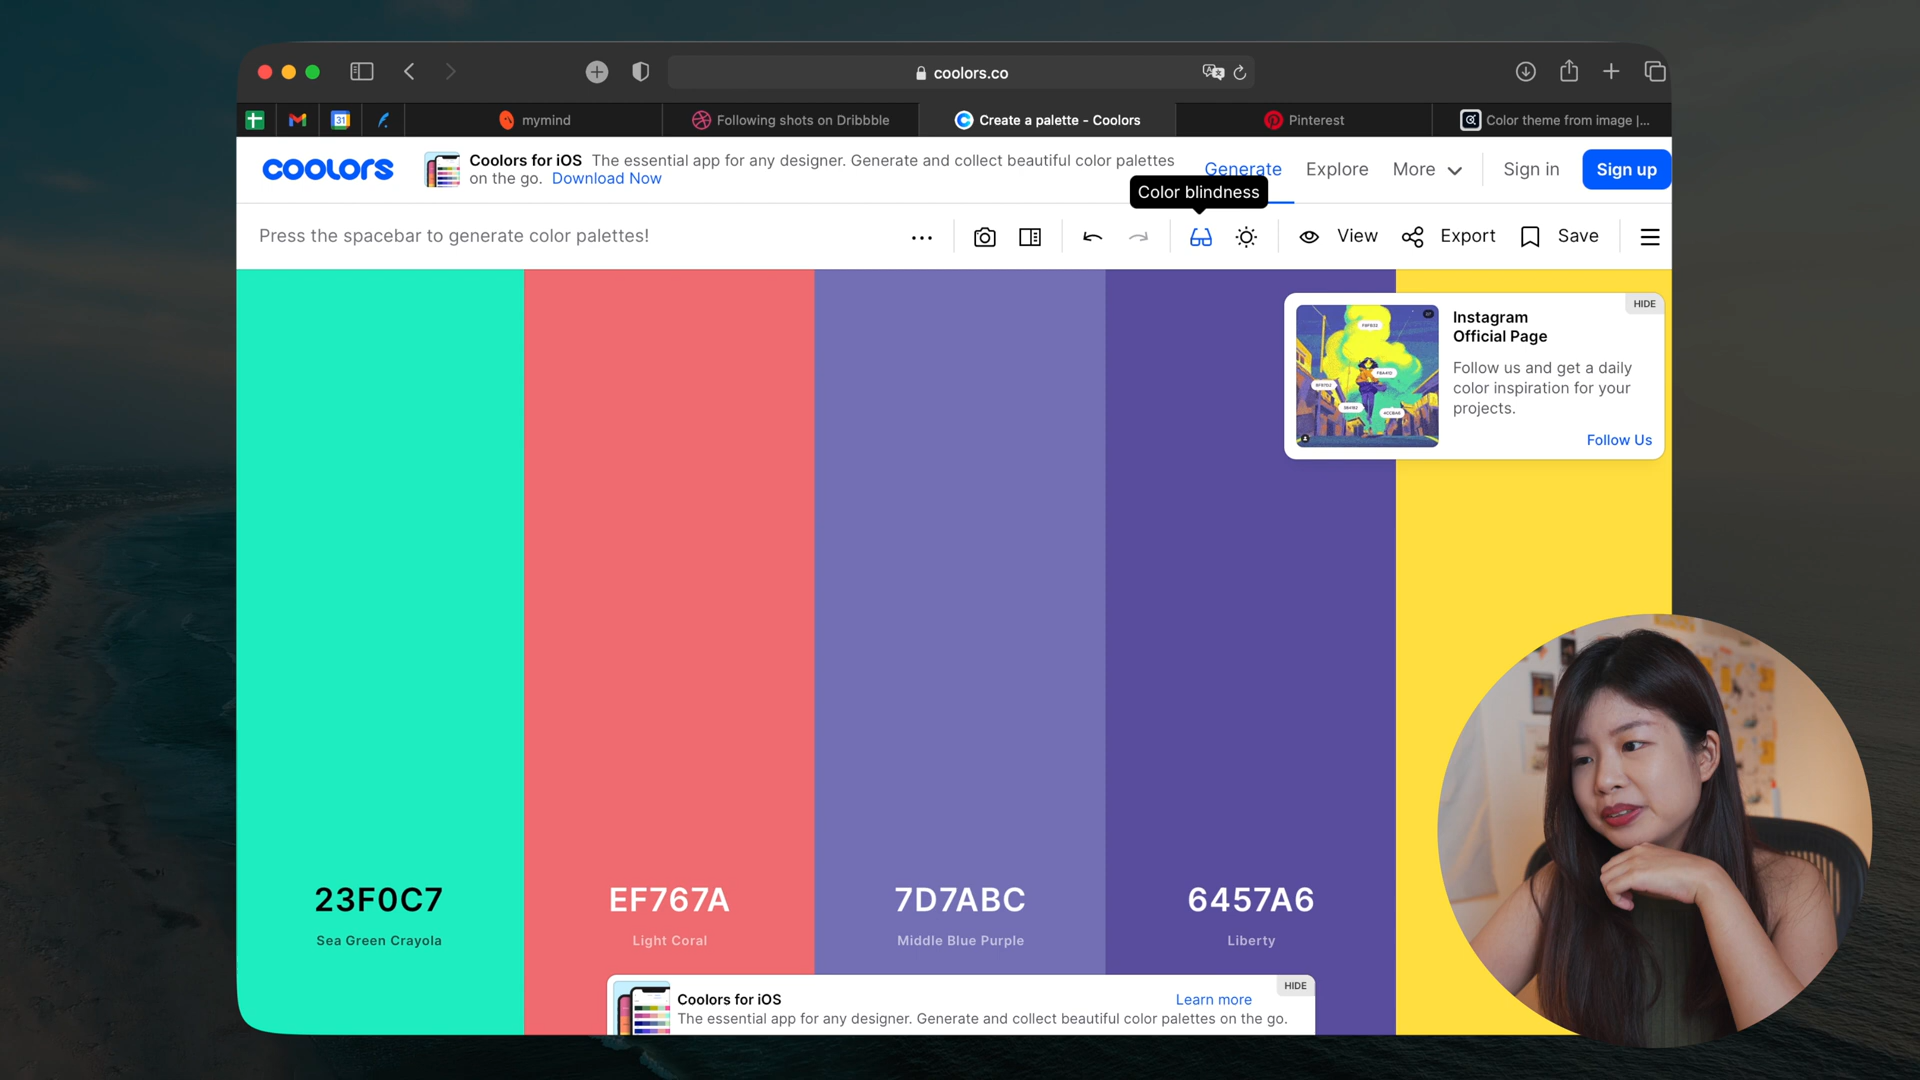 coolors.co
31
mymind
Following shots on Dribbble
Create a palette - Coolors
Pinterest
Color theme from image |...
coolors
Coolors for iOS The essential app for any designer. Generate and collect beautiful color palettes
on the go. Download Now
Generate
Explore
More
Sign in
Sign up
Color blindness
Press the spacebar to generate color palettes!
View
Export
Save
HIDE
Instagram
Official Page
Follow us and get a daily
color inspiration for your
projects.
Follow Us
23F0C7
Sea Green Crayola
EF767A
Light Coral
7D7ABC
Middle Blue Purple
6457A6
Liberty
HIDE
Coolors for iOS
Learn more
The essential app for any designer. Generate and collect beautiful color palettes on the go.